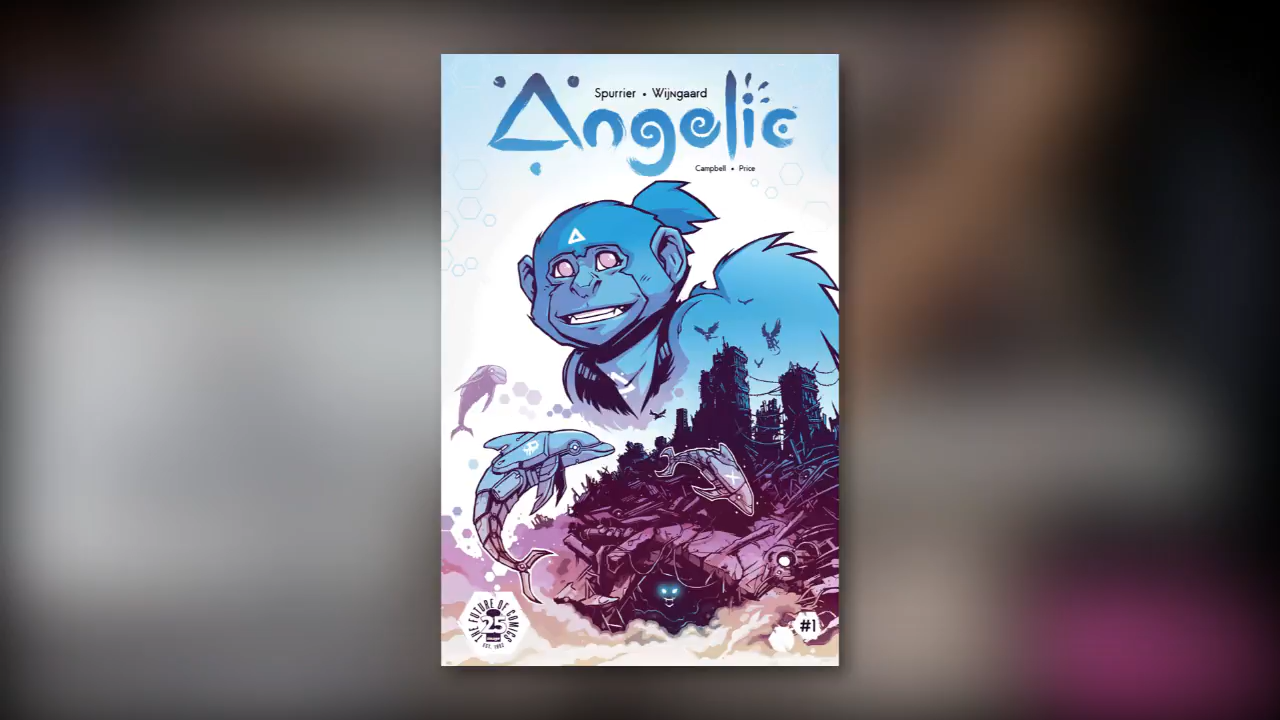 Spurrier • Wijngaard
Angelic
Campbell • Price
THE FUTURE OF COMICS
25
EST. 1992
#1